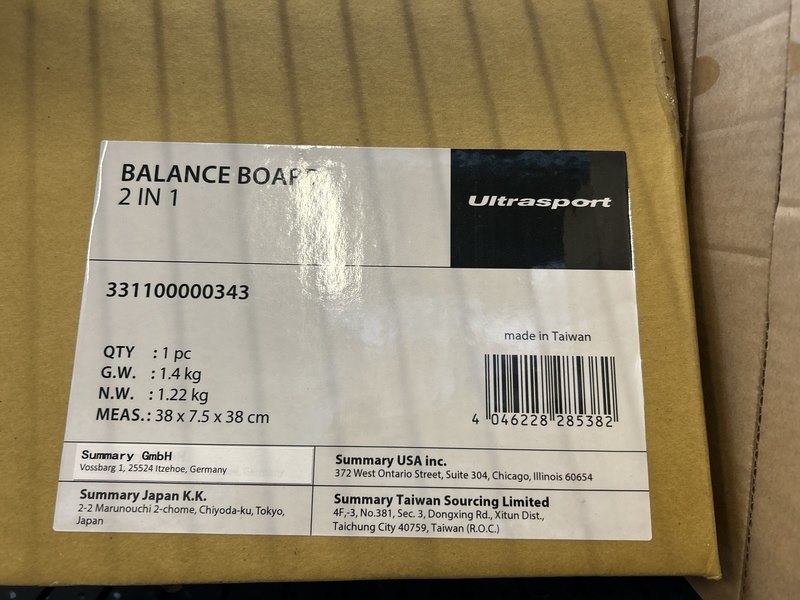 BALANCE BOARD
2 IN 1
Ultrasport
331100000343
made in Taiwan
QTY : 1 pc
G.W. : 1.4 kg
N.W. : 1.22 kg
MEAS.: 38 x 7.5 x 38 cm
4 046228 285382
Summary GmbH
Vossbarg 1, 25524 Itzehoe, Germany
Summary USA inc.
372 West Ontario Street, Suite 304, Chicago, Illinois 60654
Summary Japan K.K.
2-2 Marunouchi 2-chome, Chiyoda-ku, Tokyo,
Japan
Summary Taiwan Sourcing Limited
4F,-3, No.381, Sec. 3, Dongxing Rd., Xitun Dist.,
Taichung City 40759, Taiwan (R.O.C.)